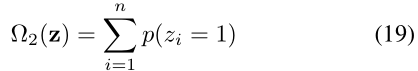 Ω₂(𝐳) = ∑ᵢ₌₁ⁿ p(zᵢ = 1) (19)